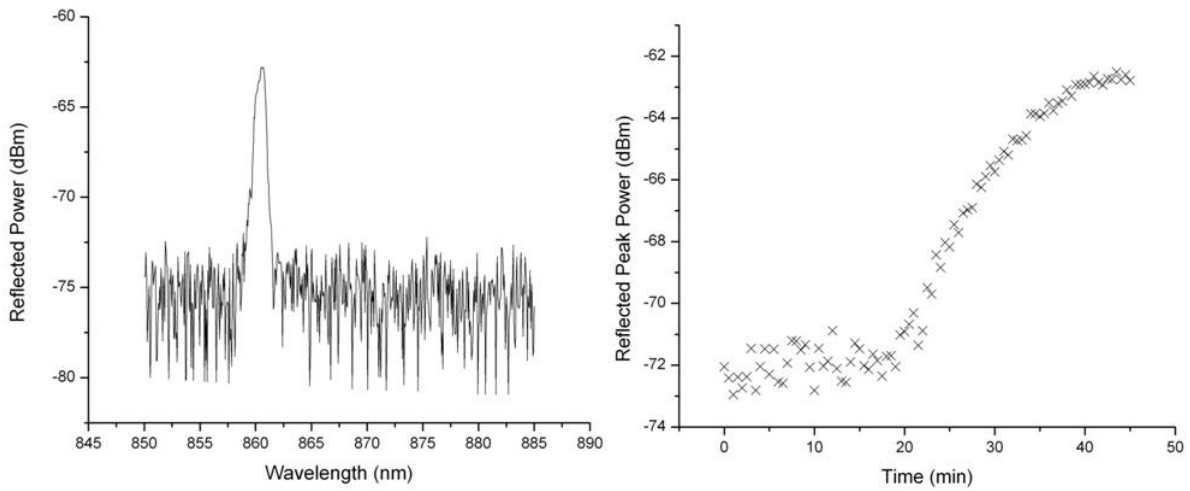 -60
-65
-70
-75
-80
845 850 855 860 865 870 875 880 885 890
Reflected Power (dBm)
Wavelength (nm)
-62
-64
-66
-68
-70
-72
-74
0 10 20 30 40 50
Reflected Peak Power (dBm)
Time (min)